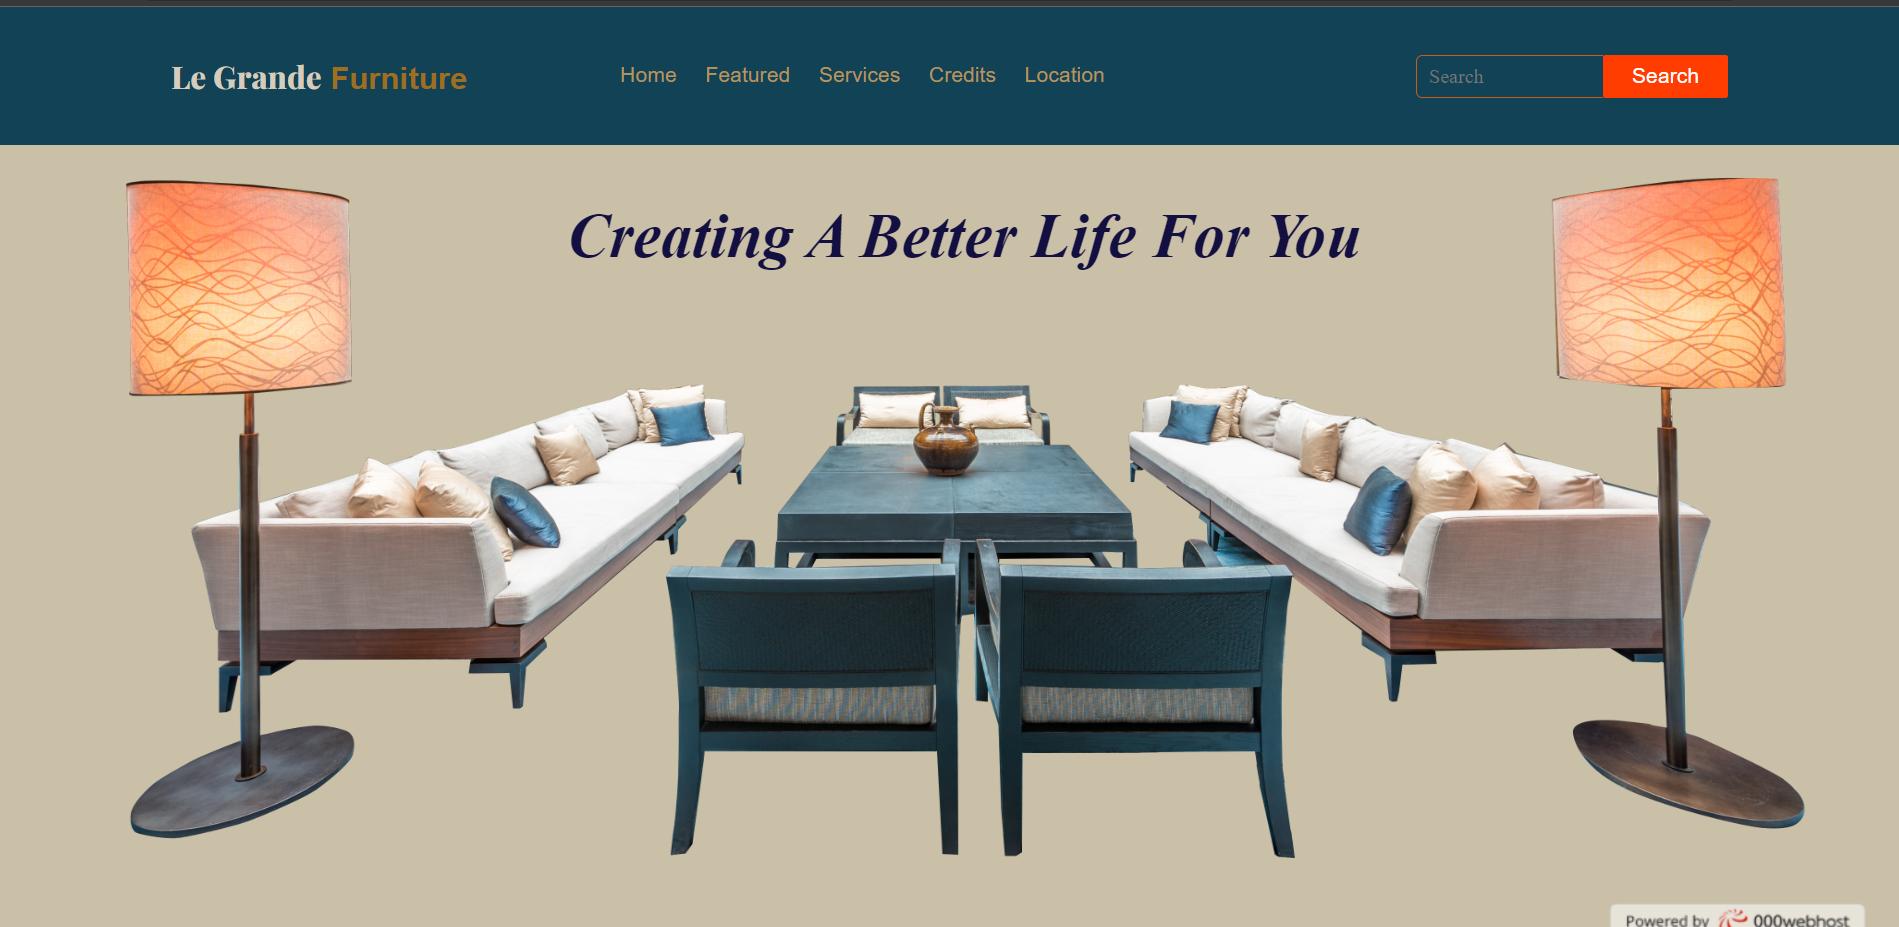 Le Grande Furniture
Home Featured Services Credits Location
Search Search
Creating A Better Life For You
Powered by 000webhost